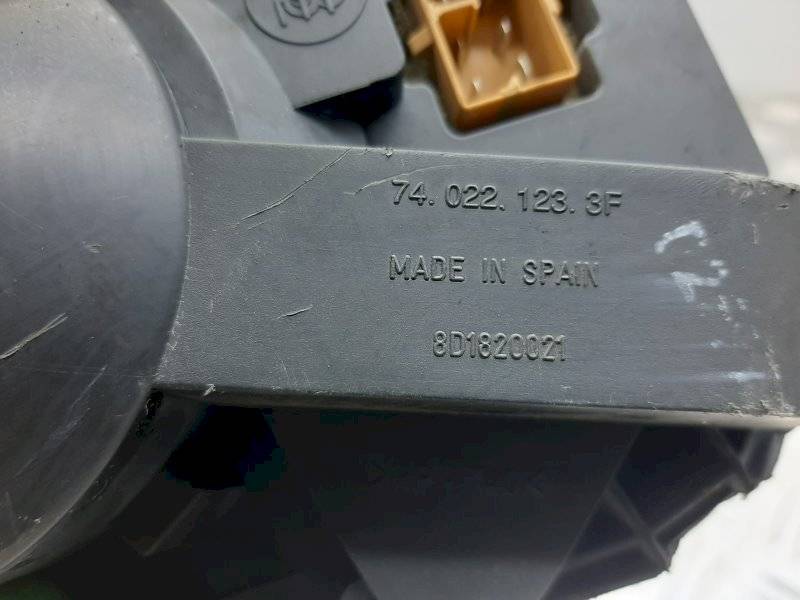 74. 022. 123. 3F
MADE IN SPAIN
8D1820021